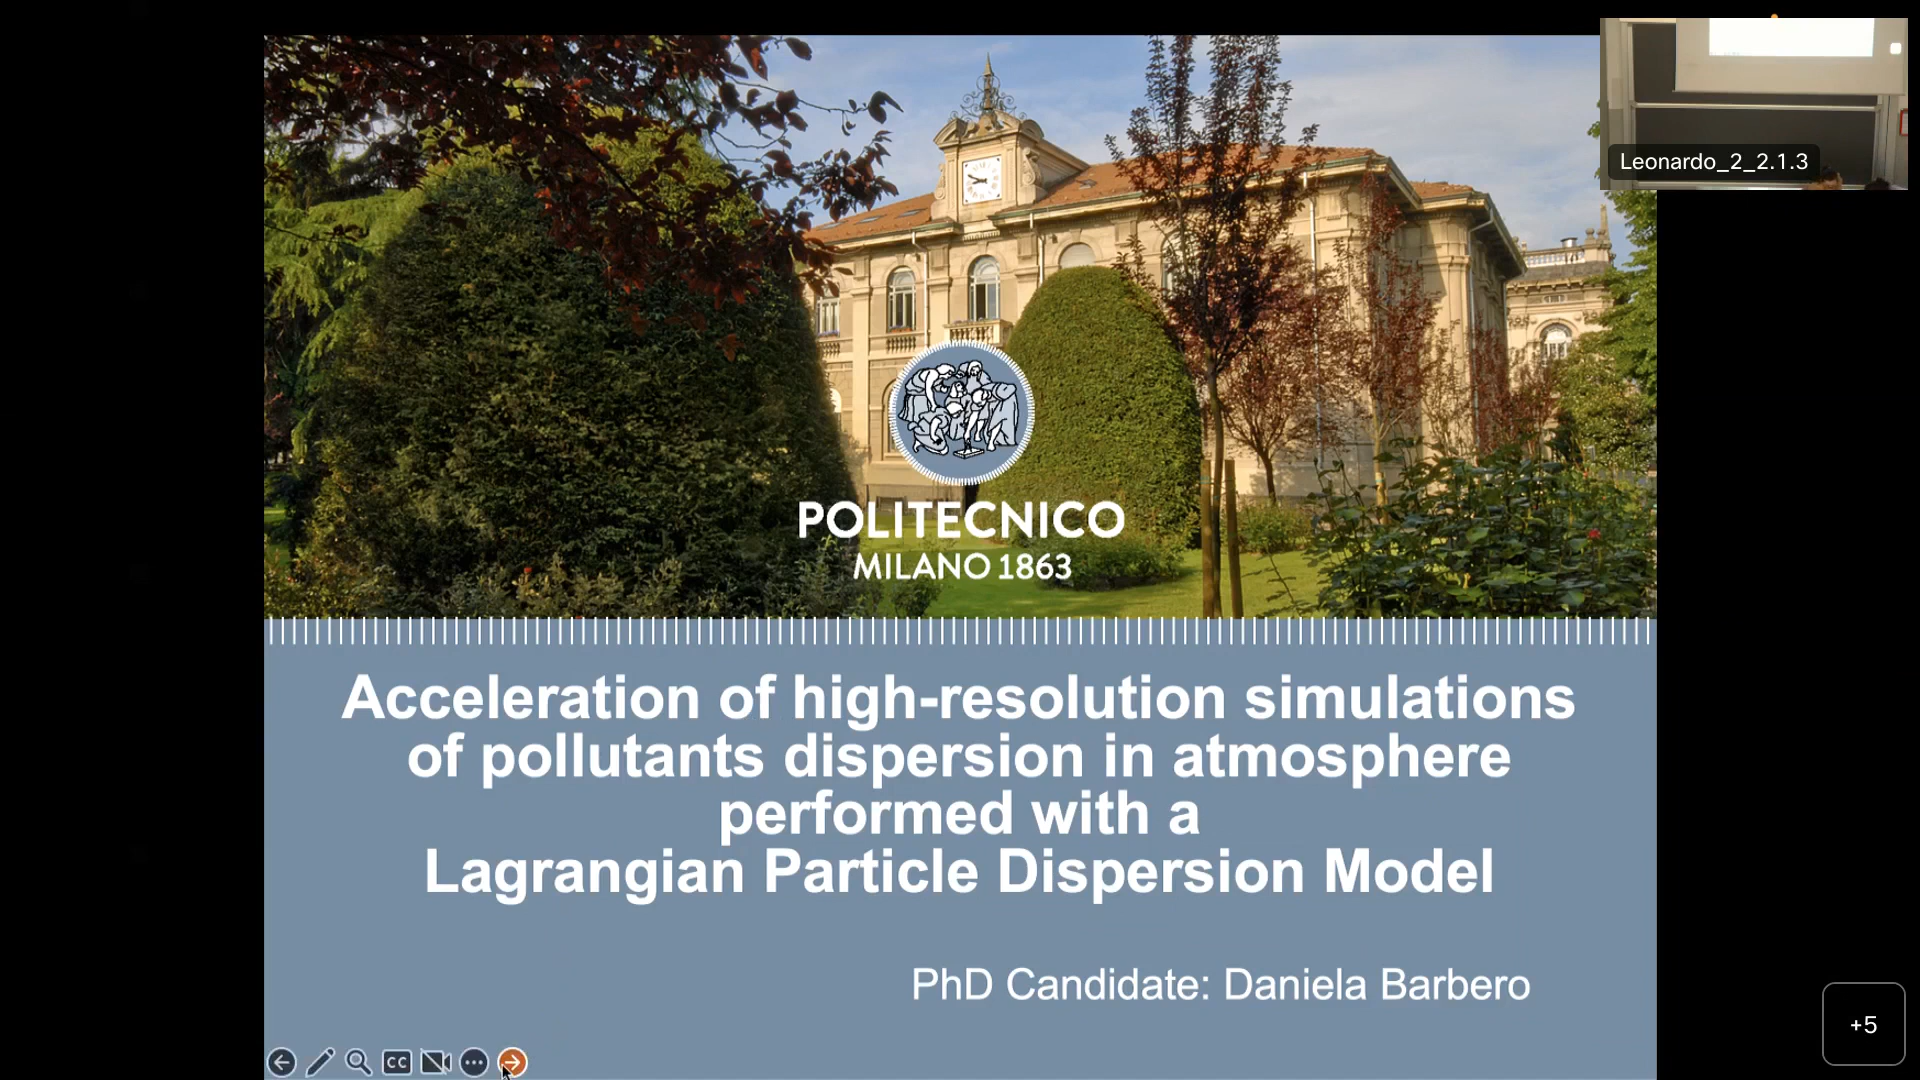 Leonardo_2_2.1.3
POLITECNICO
MILANO 1863
Acceleration of high-resolution simulations
of pollutants dispersion in atmosphere
performed with a
Lagrangian Particle Dispersion Model
PhD Candidate: Daniela Barbero
CC
+5